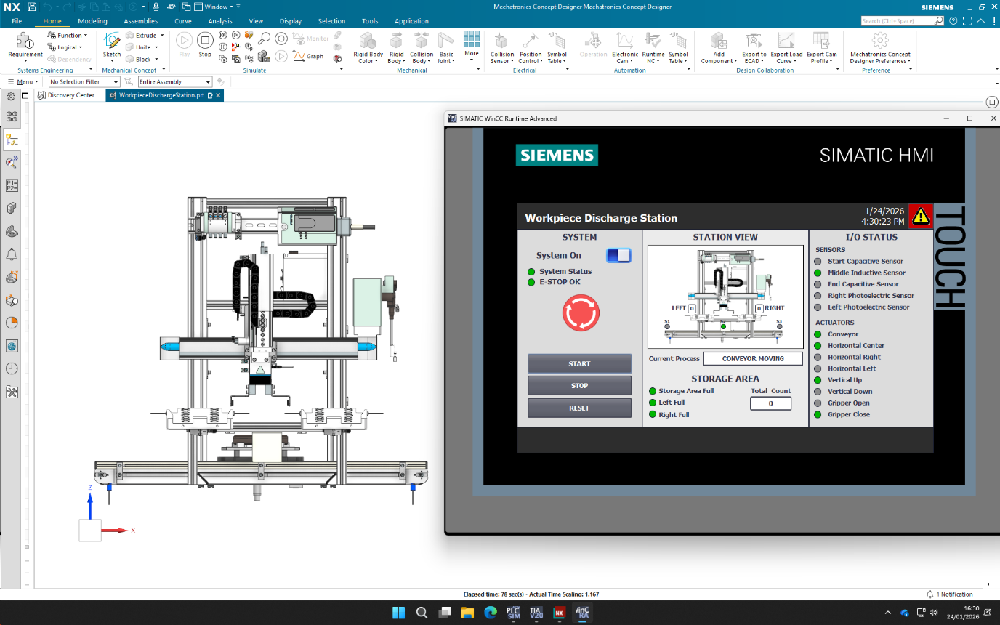 NX
Window
Mechatronics Concept Designer Mechatronics Concept Designer
SIEMENS
File Home Modeling Assemblies Curve Analysis View Display Selection Tools Application
Search (Ctrl+Space)
Requirement
Function
Logical
Dependency
Systems Engineering
Sketch
Extrude
Unite
Block
Mechanical Concept
Play
Stop
Monitor
Graph
Simulate
Rigid Body Color
Rigid Body
Collision Body
Basic Joint
More
Mechanical
Collision Sensor
Position Control
Symbol Table
Electrical
Operation
Electronic Cam
Runtime NC
Symbol Table
Automation
Add Component
Export to ECAD
Export Load Curve
Export Cam Profile
Design Collaboration
Mechatronics Concept Designer Preferences
Preference
Menu
No Selection Filter
Entire Assembly
Discovery Center
WorkpieceDischargeStation.prt
Z
X
SIMATIC WinCC Runtime Advanced
SIEMENS
SIMATIC HMI
TOUCH
Workpiece Discharge Station
1/24/2026
4:30:23 PM
SYSTEM
System On
System Status
E-STOP OK
START
STOP
RESET
STATION VIEW
LEFT 0
0 RIGHT
S1
S2
S3
Current Process CONVEYOR MOVING
STORAGE AREA
Storage Area Full
Left Full
Right Full
Total Count
0
I/O STATUS
SENSORS
Start Capacitive Sensor
Middle Inductive Sensor
End Capacitive Sensor
Right Photoelectric Sensor
Left Photoelectric Sensor
ACTUATORS
Conveyor
Horizontal Center
Horizontal Right
Horizontal Left
Vertical Up
Vertical Down
Gripper Open
Gripper Close
Elapsed time: 78 sec(s) - Actual Time Scaling: 1.167
1 Notification
PLC SIM
TIA V20
NX
WinC RA
16:30
24/01/2026